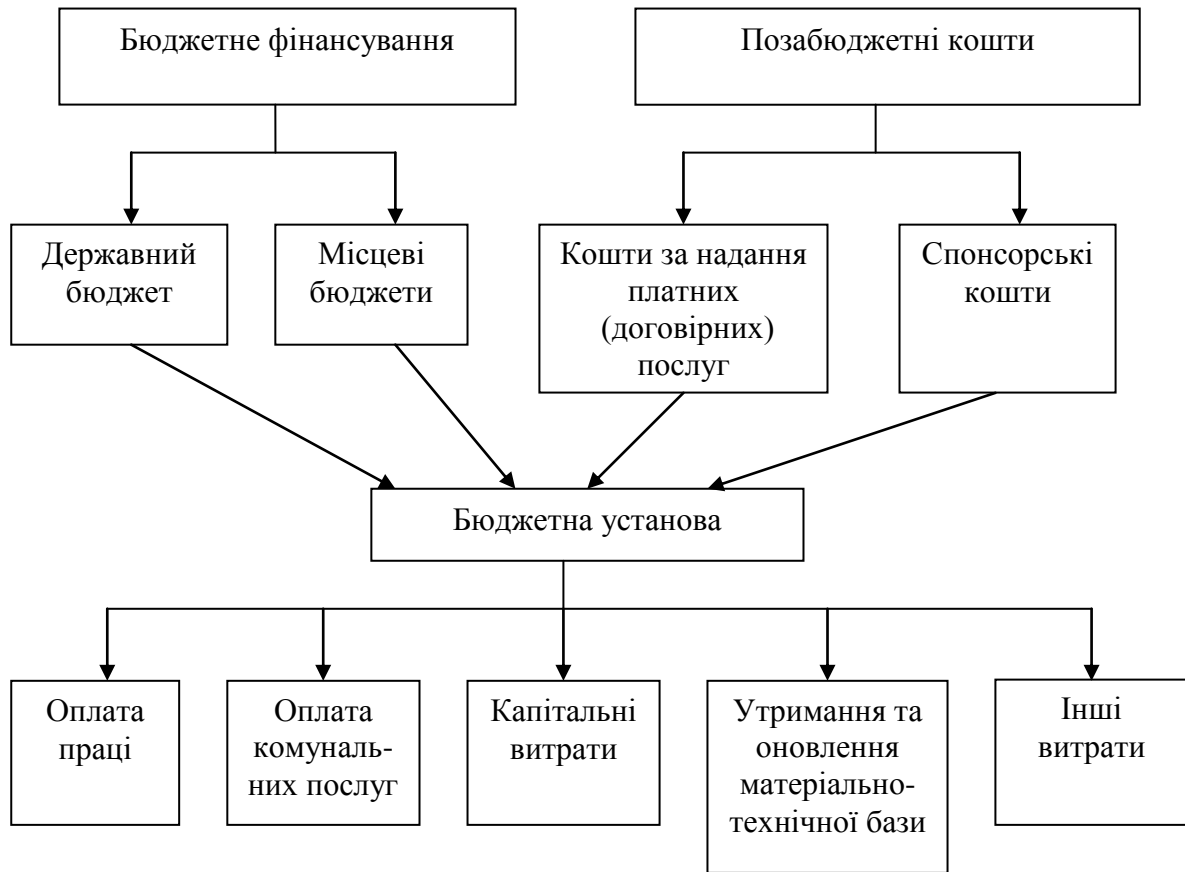 Бюджетне фінансування
Позабюджетні кошти
Державний
бюджет
Місцеві
бюджети
Кошти за надання
платних
(договірних)
послуг
Спонсорські
кошти
Бюджетна установа
Оплата
праці
Оплата
комуналь-
них послуг
Капітальні
витрати
Утримання та
оновлення
матеріально-
технічної бази
Інші
витрати